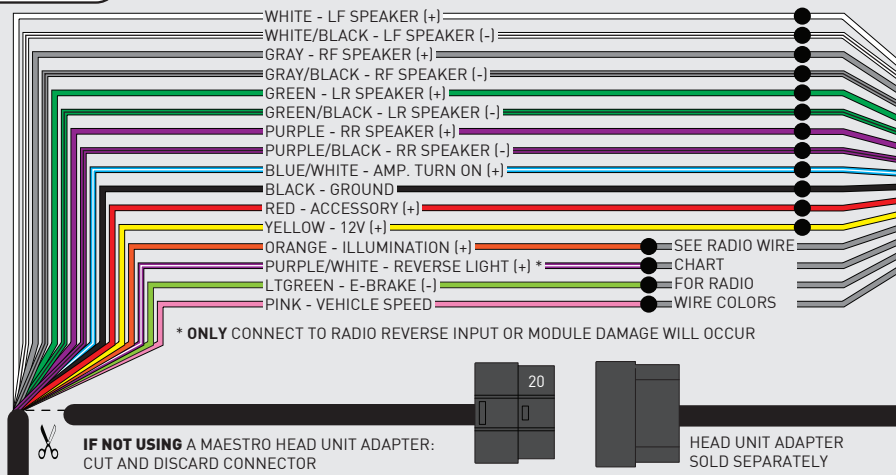 WHITE - LF SPEAKER (+)
WHITE/BLACK - LF SPEAKER (-)
GRAY - RF SPEAKER (+)
GRAY/BLACK - RF SPEAKER (-)
GREEN - LR SPEAKER (+)
GREEN/BLACK - LR SPEAKER (-)
PURPLE - RR SPEAKER (+)
PURPLE/BLACK - RR SPEAKER (-)
BLUE/WHITE - AMP. TURN ON (+)
BLACK - GROUND
RED - ACCESSORY (+)
YELLOW - 12V (+)
ORANGE - ILLUMINATION (+)
PURPLE/WHITE - REVERSE LIGHT (+) *
LTGREEN - E-BRAKE (-)
PINK - VEHICLE SPEED
SEE RADIO WIRE
CHART
FOR RADIO
WIRE COLORS
* ONLY CONNECT TO RADIO REVERSE INPUT OR MODULE DAMAGE WILL OCCUR
20
IF NOT USING A MAESTRO HEAD UNIT ADAPTER:
CUT AND DISCARD CONNECTOR
HEAD UNIT ADAPTER
SOLD SEPARATELY